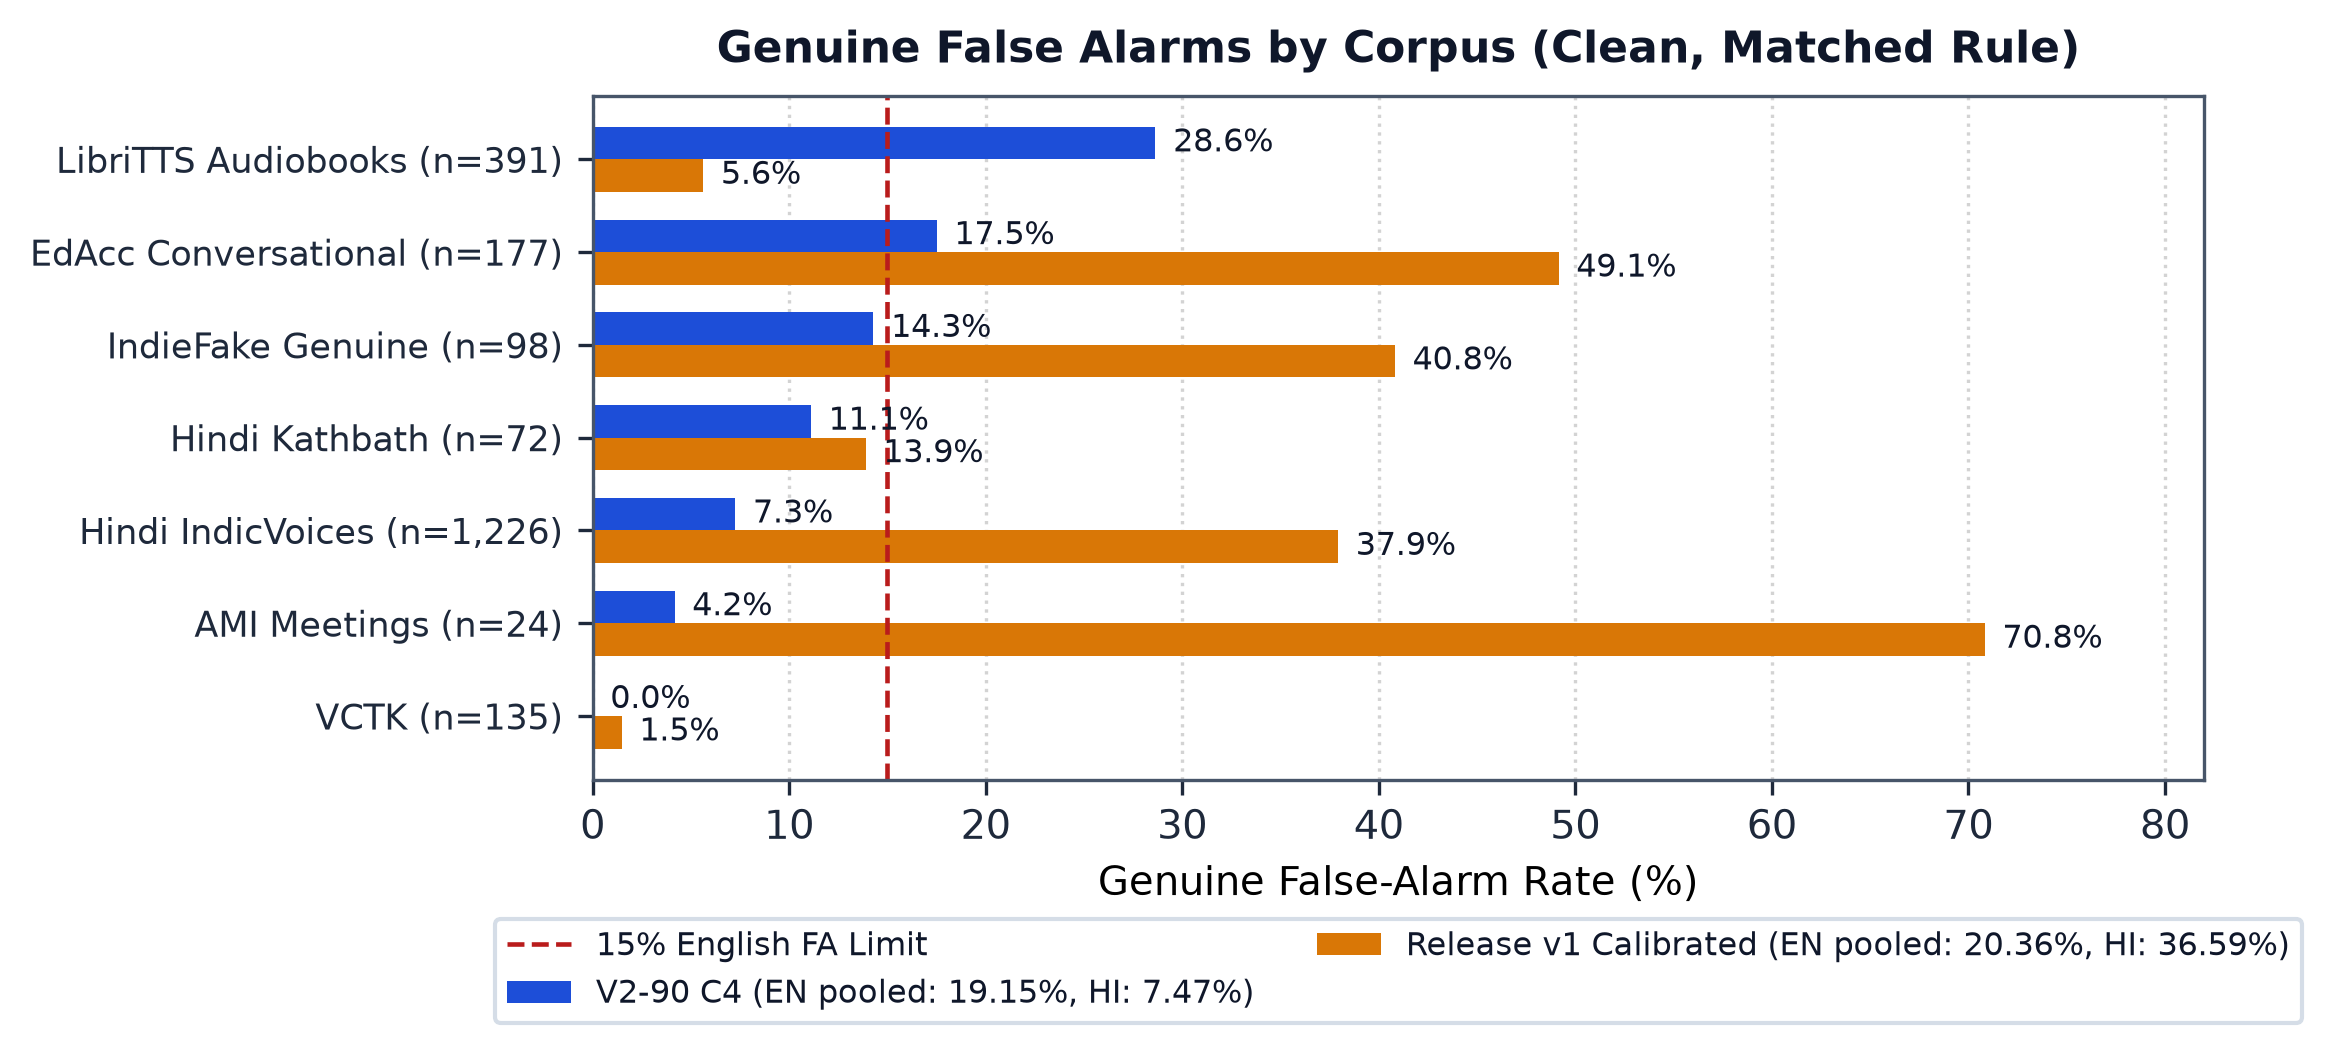 Genuine False Alarms by Corpus (Clean, Matched Rule)
LibriTTS Audiobooks (n=391)
28.6%
5.6%
EdAcc Conversational (n=177)
17.5%
49.1%
IndieFake Genuine (n=98)
14.3%
40.8%
Hindi Kathbath (n=72)
11.1%
13.9%
Hindi IndicVoices (n=1,226)
7.3%
37.9%
AMI Meetings (n=24)
4.2%
70.8%
VCTK (n=135)
0.0%
1.5%
0 10 20 30 40 50 60 70 80
Genuine False-Alarm Rate (%)
15% English FA Limit
V2-90 C4 (EN pooled: 19.15%, HI: 7.47%)
Release v1 Calibrated (EN pooled: 20.36%, HI: 36.59%)